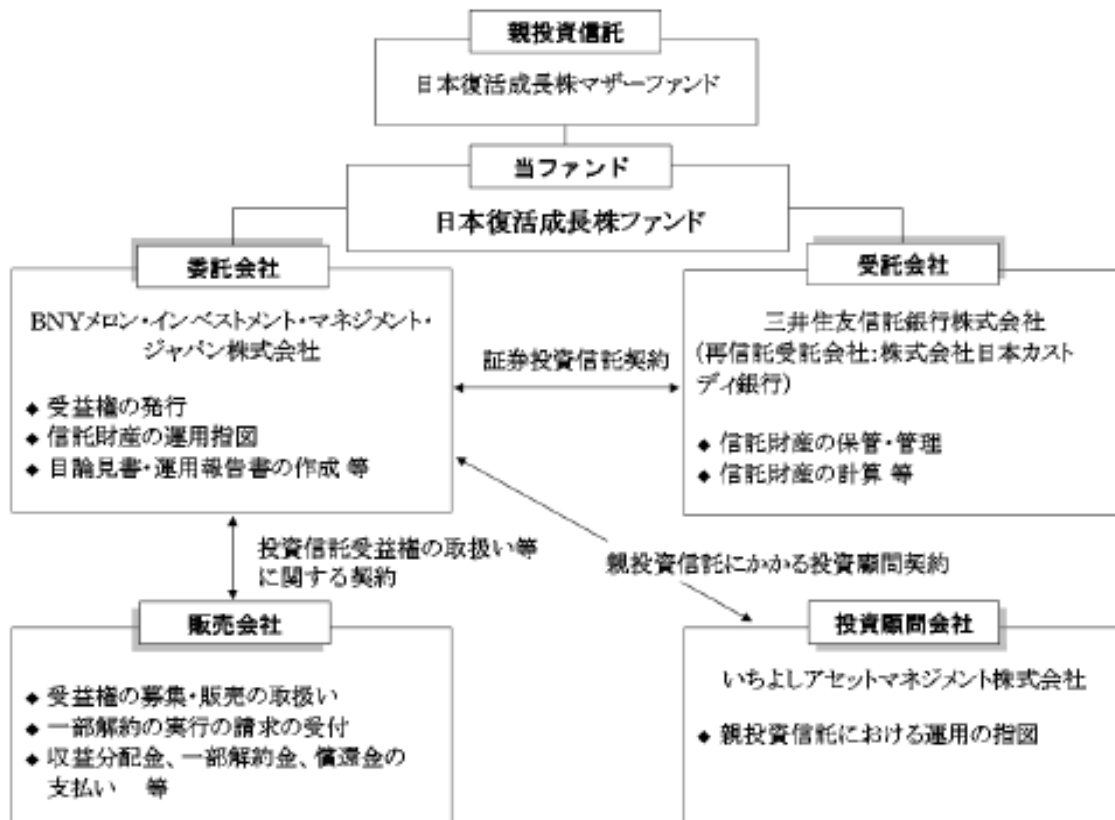 親投資信託
日本復活成長株マザーファンド
当ファンド
日本復活成長株ファンド
委託会社
BNYメロン・インベストメント・マネジメント・
ジャパン株式会社
◆ 受益権の発行
◆ 信託財産の運用指図
◆ 目論見書・運用報告書の作成 等
証券投資信託契約
受託会社
三井住友信託銀行株式会社
(再信託受託会社:株式会社日本カスト
ディ銀行)
◆ 信託財産の保管・管理
◆ 信託財産の計算 等
投資信託受益権の取扱い等
に関する契約
親投資信託にかかる投資顧問契約
販売会社
◆ 受益権の募集・販売の取扱い
◆ 一部解約の実行の請求の受付
◆ 収益分配金、一部解約金、償還金の
支払い 等
投資顧問会社
いちよしアセットマネジメント株式会社
◆ 親投資信託における運用の指図